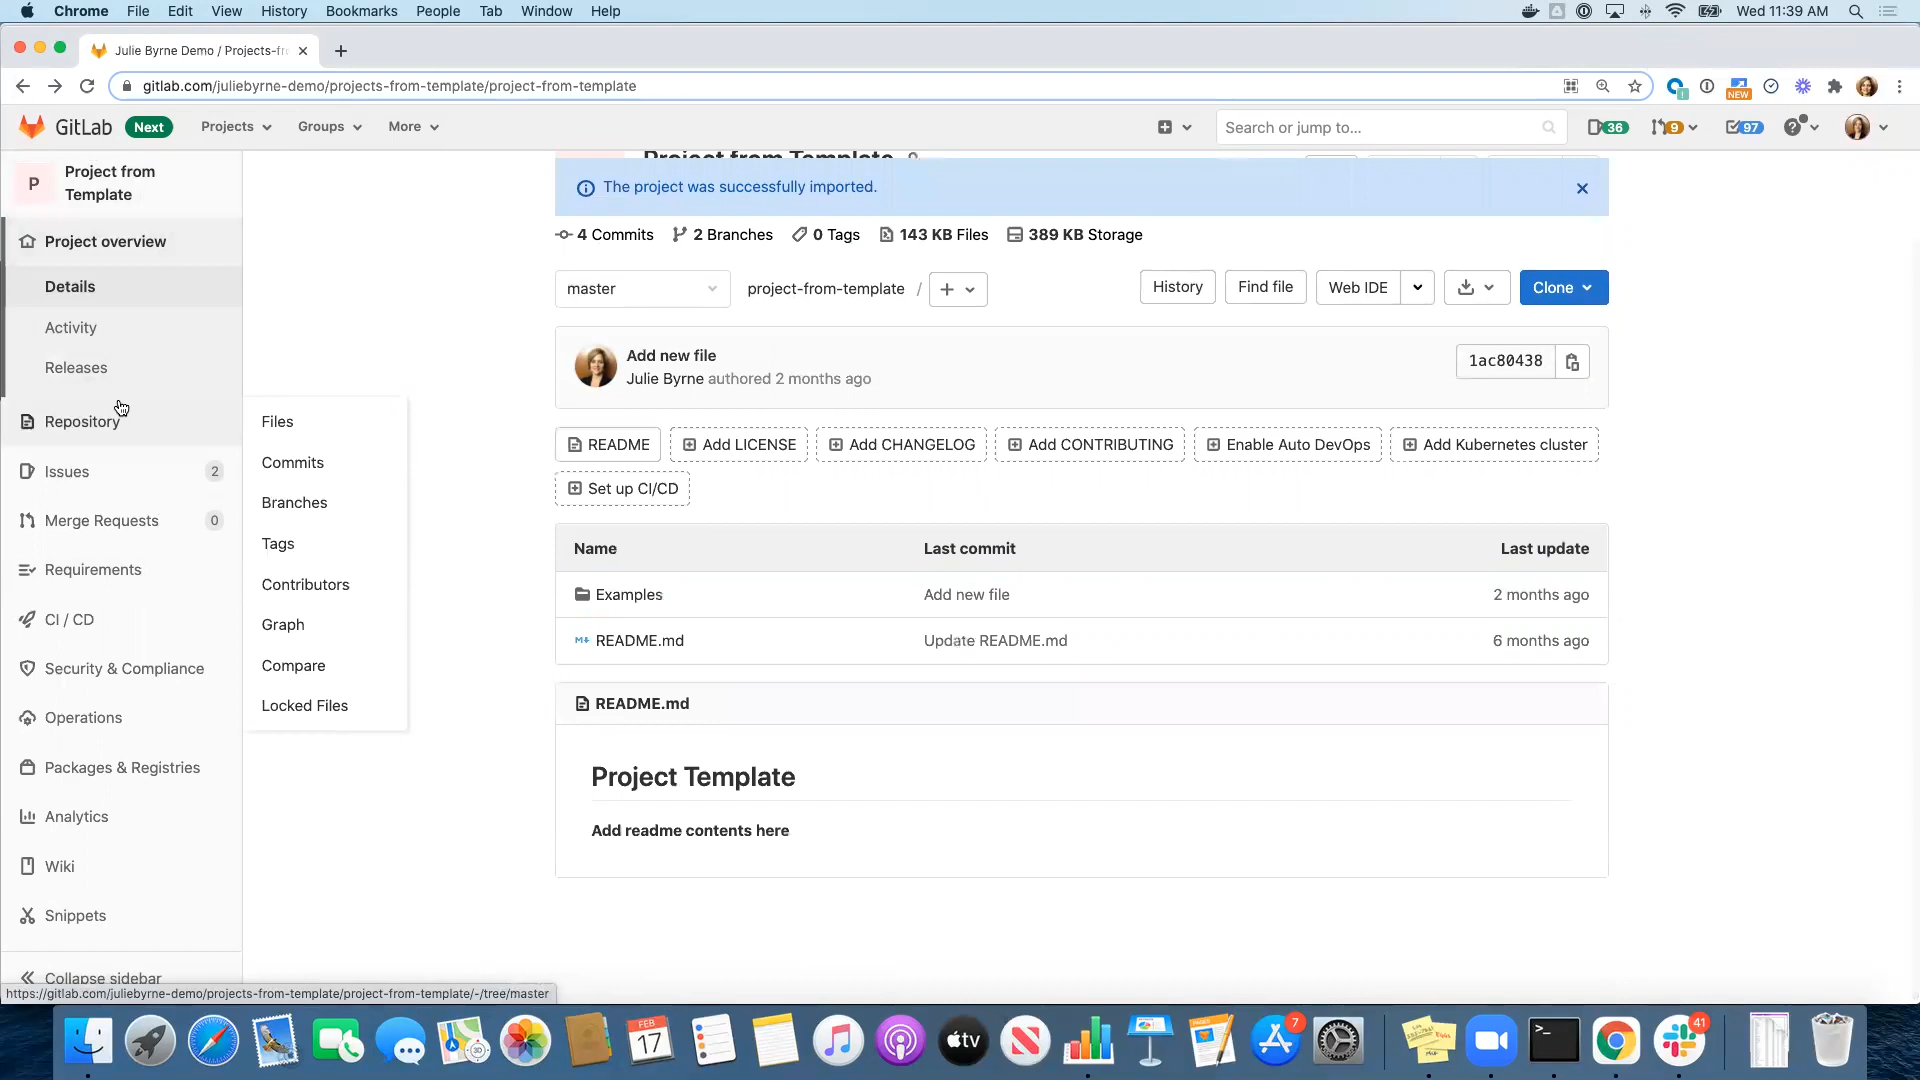 Chrome File Edit View History Bookmarks People Tab Window Help
Wed 11:39 AM
Julie Byrne Demo / Projects-fr
gitlab.com/juliebyrne-demo/projects-from-template/project-from-template
NEW
GitLab Next Projects Groups More
Search or jump to...
36 9 97
P
Project from
Template
Project overview
Details
Activity
Releases
Repository
Issues 2
Merge Requests 0
Requirements
CI / CD
Security & Compliance
Operations
Packages & Registries
Analytics
Wiki
Snippets
Collapse sidebar
https://gitlab.com/juliebyrne-demo/projects-from-template/project-from-template/-/tree/master
Files
Commits
Branches
Tags
Contributors
Graph
Compare
Locked Files
Project from Template
The project was successfully imported.
4 Commits 2 Branches 0 Tags 143 KB Files 389 KB Storage
master project-from-template / +
History Find file Web IDE Clone
Add new file
Julie Byrne authored 2 months ago
1ac80438
README Add LICENSE Add CHANGELOG Add CONTRIBUTING Enable Auto DevOps Add Kubernetes cluster
Set up CI/CD
Name Last commit Last update
Examples Add new file 2 months ago
README.md Update README.md 6 months ago
README.md
Project Template
Add readme contents here
FEB
17
tv
7
41